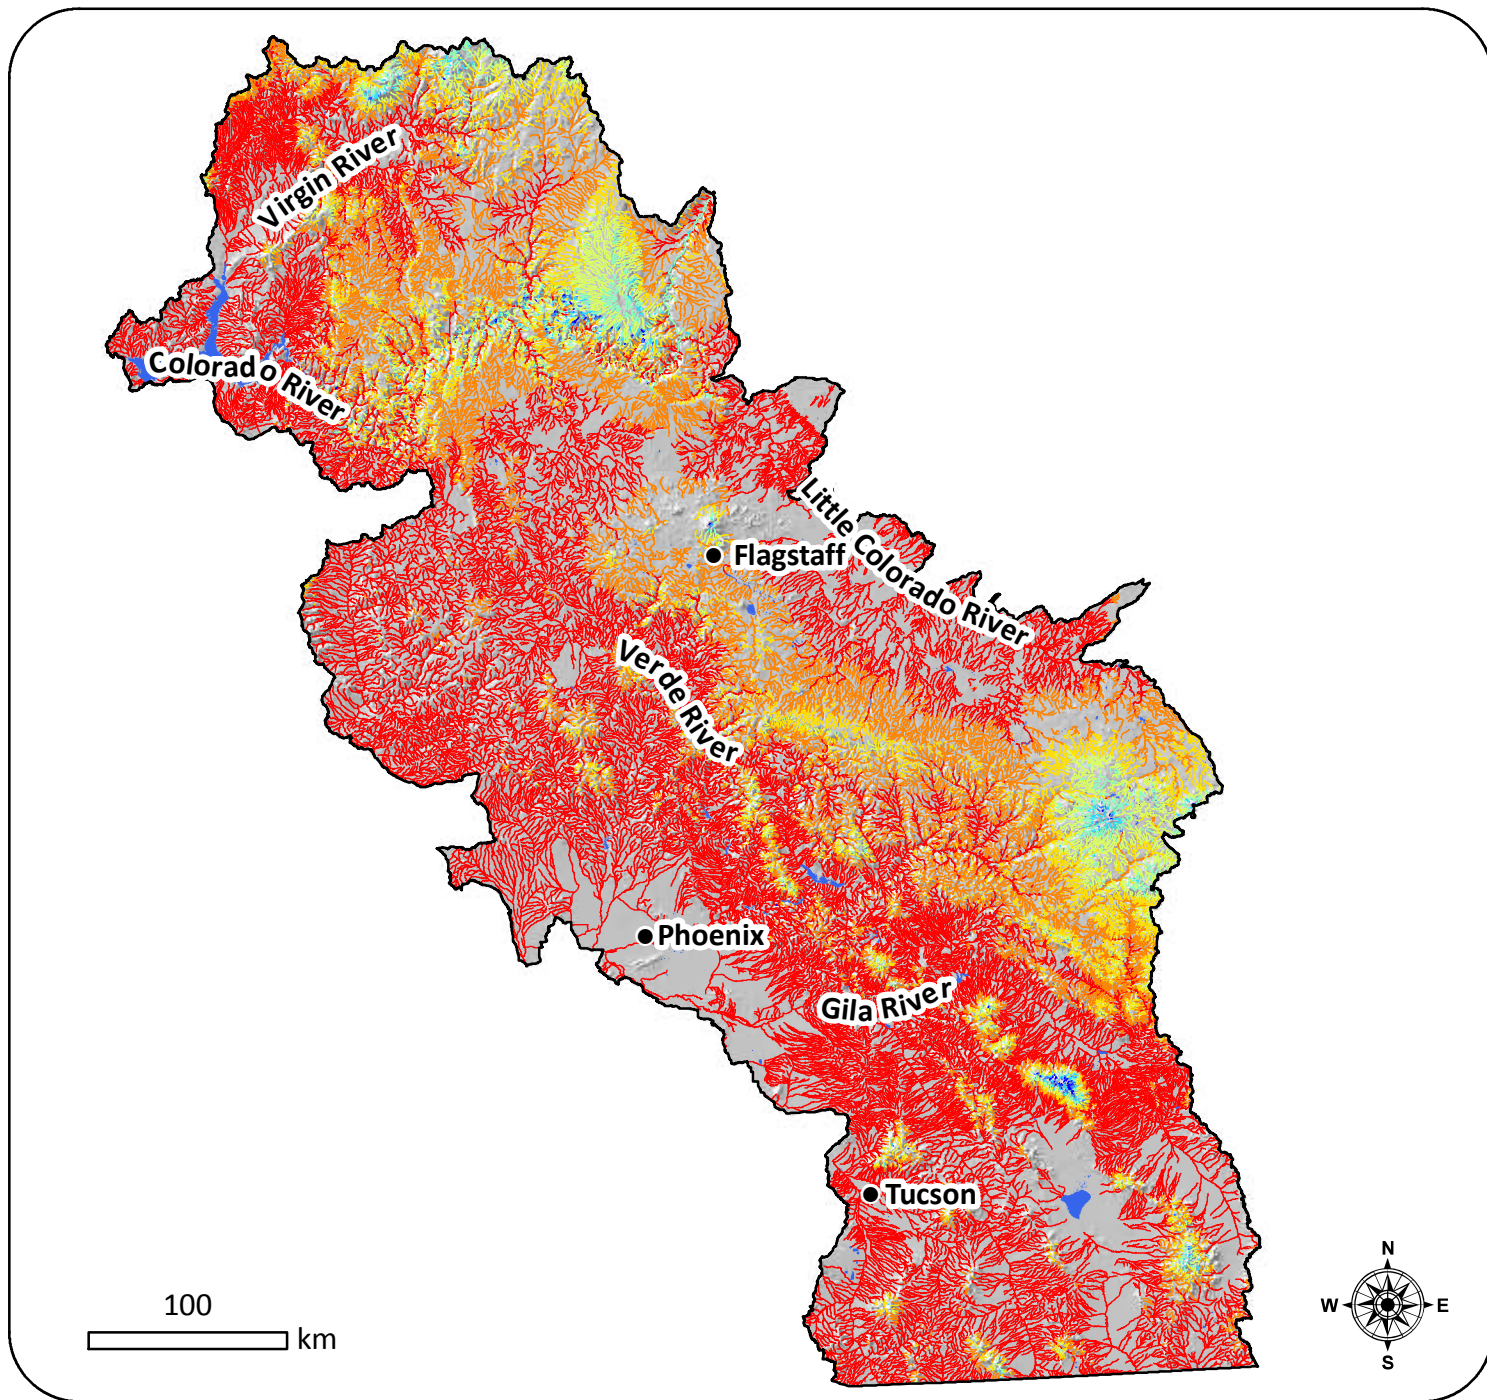 Virgin River
Colorado River
Little Colorado River
Flagstaff
Verde River
Phoenix
Gila River
Tucson
100
km
N
W
E
S